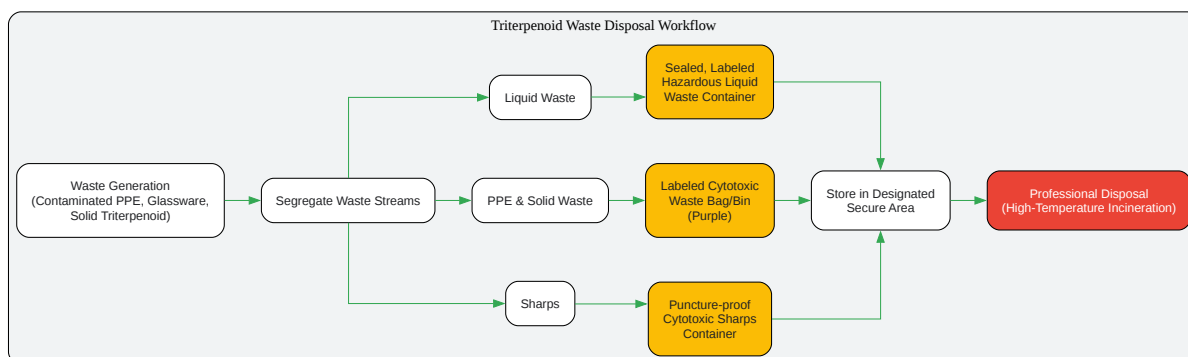 Triterpenoid Waste Disposal Workflow
Waste Generation
(Contaminated PPE, Glassware,
Solid Triterpenoid)
Segregate Waste Streams
Liquid Waste
Sealed, Labeled
Hazardous Liquid
Waste Container
PPE & Solid Waste
Labeled Cytotoxic
Waste Bag/Bin
(Purple)
Sharps
Puncture-proof
Cytotoxic Sharps
Container
Store in Designated
Secure Area
Professional Disposal
(High-Temperature Incineration)